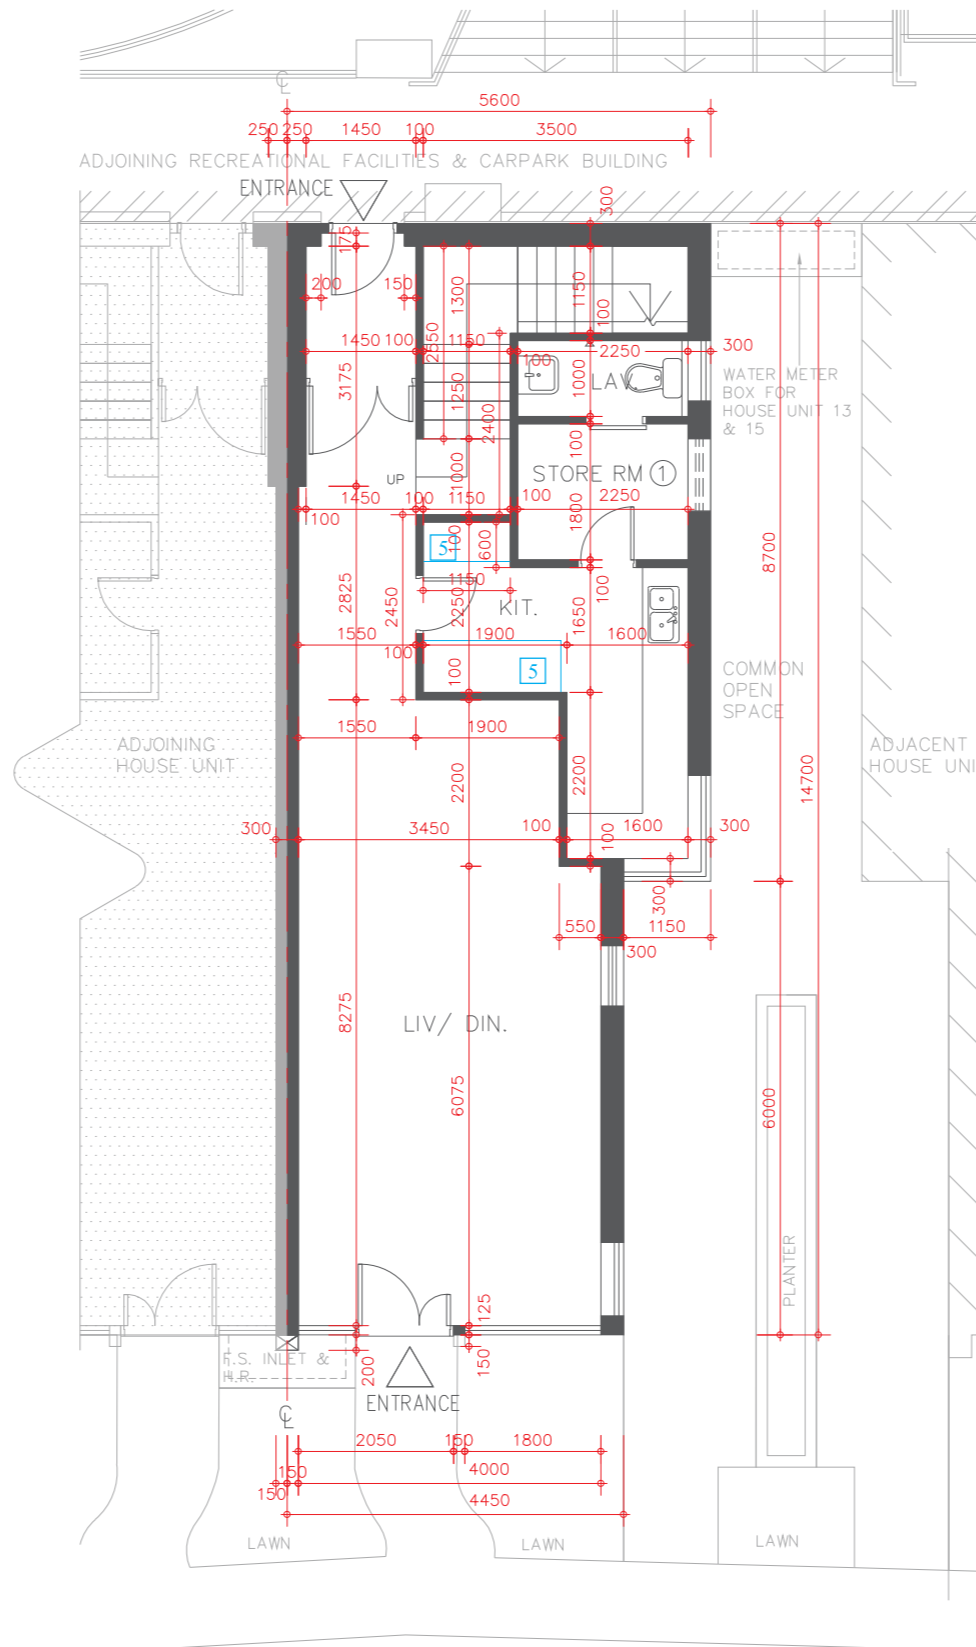 ℄
5600
250 250 1450 100 3500
ADJOINING RECREATIONAL FACILITIES & CARPARK BUILDING
ENTRANCE
300
175
200 150
1300
1150
100
2550
1450 100 1150 100 2250 300
3175
1250
2400
1000
LAV.
WATER METER
BOX FOR
HOUSE UNIT 13
& 15
100
STORE RM 1
UP
1000
1450 100 1150 100 2250
100
1800
8700
5
100
600
100
1150
KIT.
2825
2450
2250
1650
1550 100 1900 1600
100
5
COMMON
OPEN
SPACE
1550 1900
ADJOINING
HOUSE UNIT
ADJACENT
HOUSE UNI
2200
2200
14700
300 3450 100 1600 300
100
300
550 1150
300
LIV/ DIN.
8275
6075
6000
PLANTER
125
F.S. INLET &
H.R.
200
150
ENTRANCE
℄
2050 150 1800
150 4000
150
4450
LAWN
LAWN
LAWN